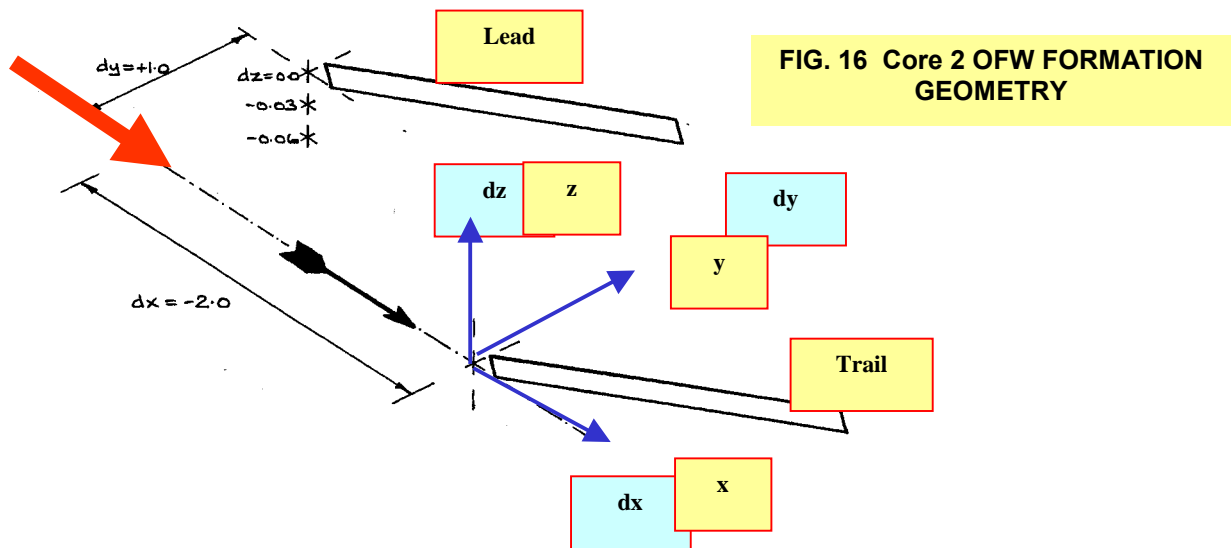 Lead
FIG. 16 Core 2 OFW FORMATION
GEOMETRY
dy=+1.0
dz=0.0
-0.03
-0.06
dz
z
dy
y
dx = -2.0
Trail
x
dx